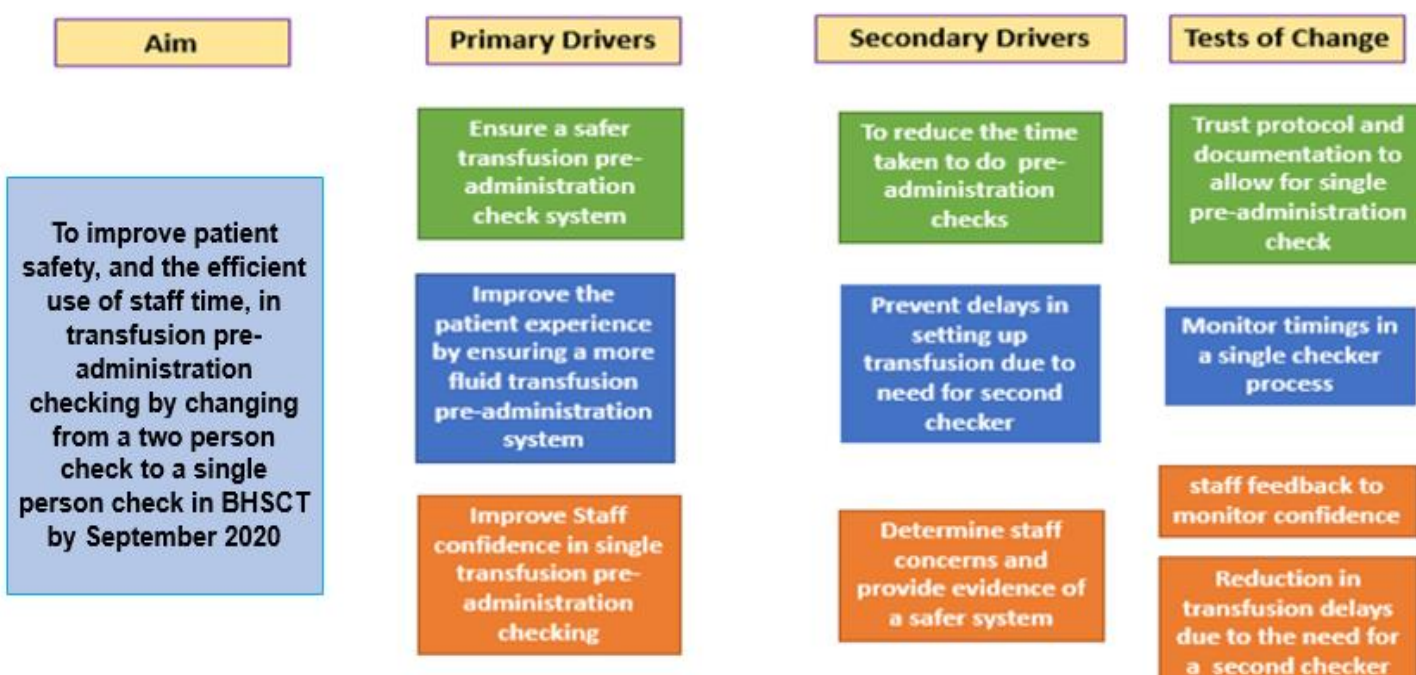 Aim
Primary Drivers
Secondary Drivers
Tests of Change
To improve patient
safety, and the efficient
use of staff time, in
transfusion pre-
administration
checking by changing
from a two person
check to a single
person check in BHSCT
by September 2020
Ensure a safer
transfusion pre-
administration
check system
Improve the
patient experience
by ensuring a more
fluid transfusion
pre-administration
system
Improve Staff
confidence in single
transfusion pre-
administration
checking
To reduce the time
taken to do pre-
administration
checks
Prevent delays in
setting up
transfusion due to
need for second
checker
Determine staff
concerns and
provide evidence of
a safer system
Trust protocol and
documentation to
allow for single
pre-administration
check
Monitor timings in
a single checker
process
staff feedback to
monitor confidence
Reduction in
transfusion delays
due to the need for
a second checker